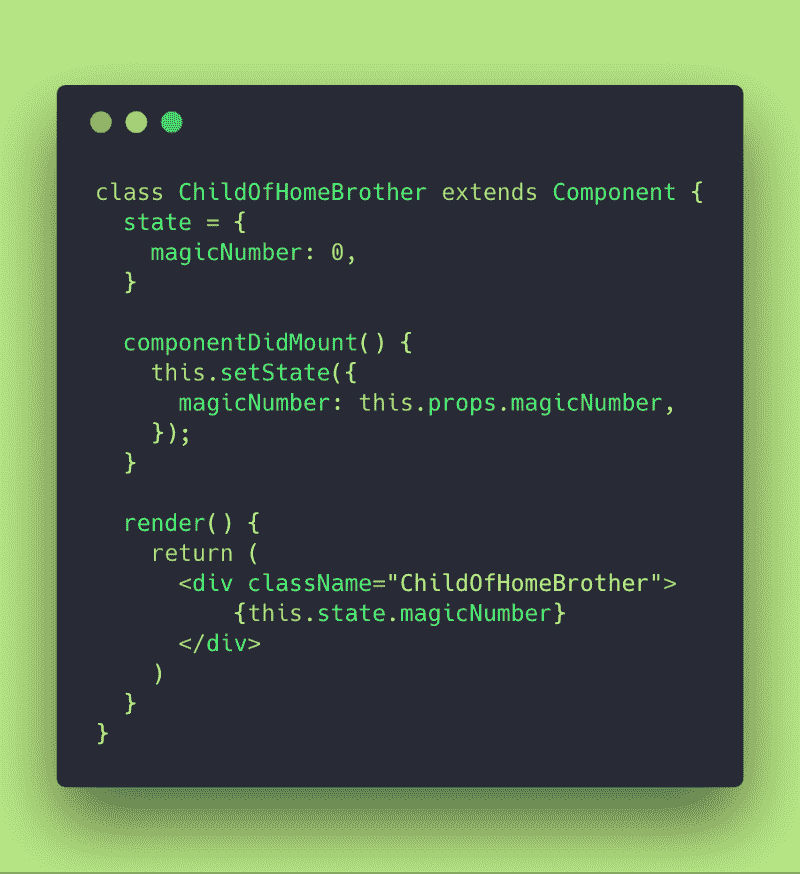 class ChildOfHomeBrother extends Component {
  state = {
    magicNumber: 0,
  }

  componentDidMount() {
    this.setState({
      magicNumber: this.props.magicNumber,
    });
  }

  render() {
    return (
      <div className="ChildOfHomeBrother">
          {this.state.magicNumber}
      </div>
    )
  }
}